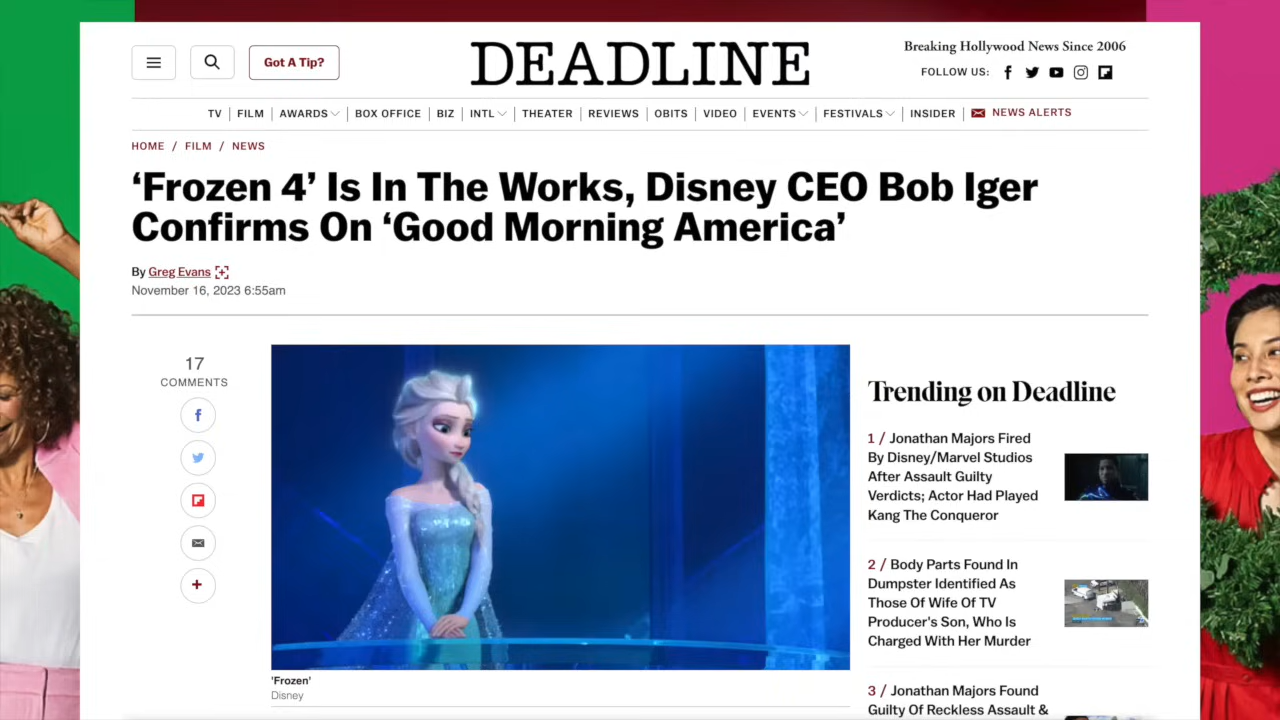 Got A Tip?
DEADLINE
Breaking Hollywood News Since 2006
FOLLOW US:
TV | FILM | AWARDS | BOX OFFICE | BIZ | INTL | THEATER | REVIEWS | OBITS | VIDEO | EVENTS | FESTIVALS | INSIDER | NEWS ALERTS
HOME / FILM / NEWS
‘Frozen 4’ Is In The Works, Disney CEO Bob Iger
Confirms On ‘Good Morning America’
By Greg Evans [+]
November 16, 2023 6:55am
17
COMMENTS
'Frozen'
Disney
Trending on Deadline
1 / Jonathan Majors Fired
By Disney/Marvel Studios
After Assault Guilty
Verdicts; Actor Had Played
Kang The Conqueror
2 / Body Parts Found In
Dumpster Identified As
Those Of Wife Of TV
Producer's Son, Who Is
Charged With Her Murder
3 / Jonathan Majors Found
Guilty Of Reckless Assault &